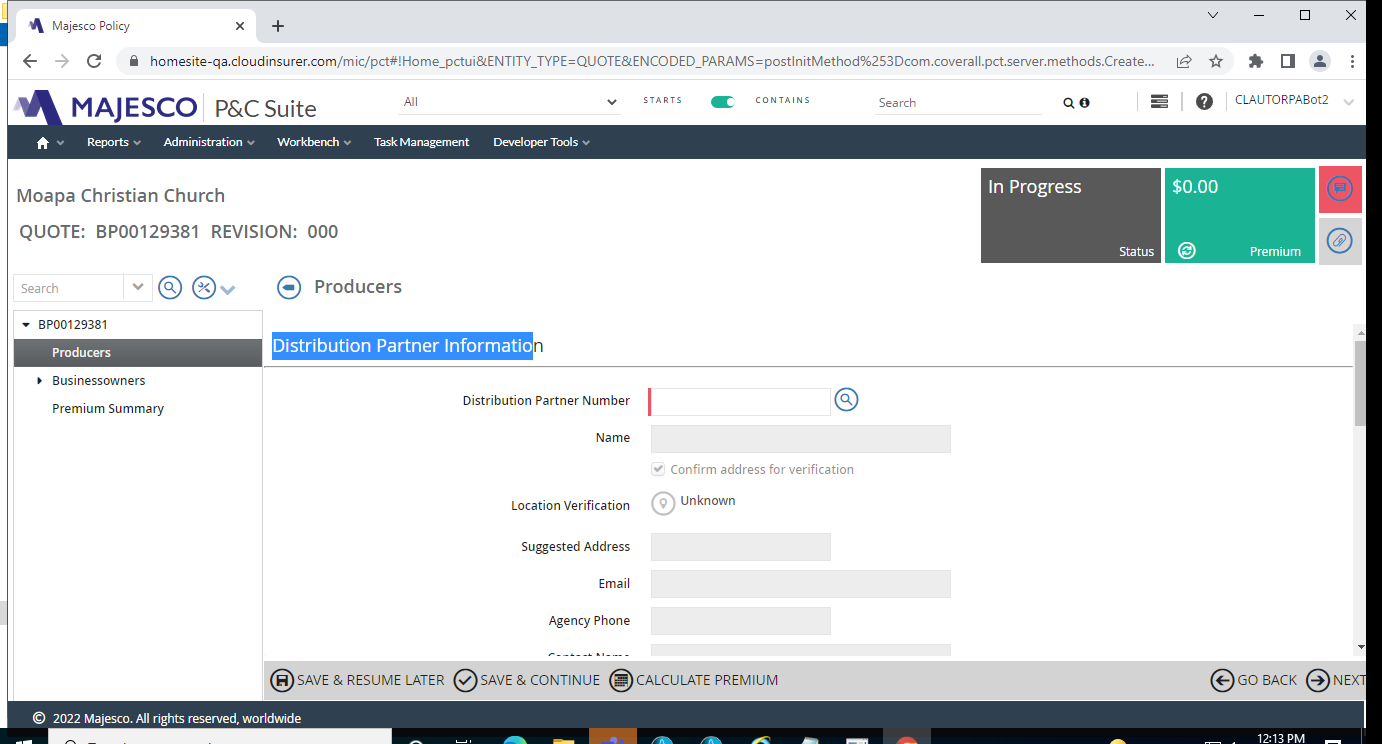 Majesco Policy
homesite-qa.cloudinsurer.com/mic/pct#!Home_pctui&ENTITY_TYPE=QUOTE&ENCODED_PARAMS=postInitMethod%253Dcom.coverall.pct.server.methods.Create...
MAJESCO P&C Suite All STARTS CONTAINS Search CLAUTORPABot2
Reports Administration Workbench Task Management Developer Tools
Moapa Christian Church
QUOTE: BP00129381 REVISION: 000
In Progress
Status
$0.00
Premium
Search
Producers
BP00129381
Producers
Businessowners
Premium Summary
Distribution Partner Information
Distribution Partner Number
Name
Confirm address for verification
Location Verification Unknown
Suggested Address
Email
Agency Phone
Contact Name
SAVE & RESUME LATER SAVE & CONTINUE CALCULATE PREMIUM GO BACK NEXT
© 2022 Majesco. All rights reserved, worldwide
12:13 PM